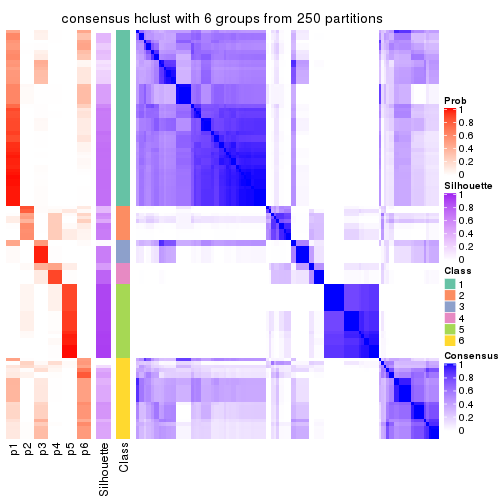 consensus hclust with 6 groups from 250 partitions
Prob
1
0.8
0.6
0.4
0.2
0
Silhouette
1
0.8
0.6
0.4
0.2
0
Class
1
2
3
4
5
6
Consensus
1
0.8
0.6
0.4
0.2
0
p1
p2
p3
p4
p5
p6
Silhouette
Class